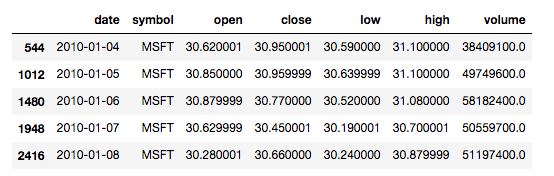 date symbol open close low high volume
544 2010-01-04 MSFT 30.620001 30.950001 30.590000 31.100000 38409100.0
1012 2010-01-05 MSFT 30.850000 30.959999 30.639999 31.100000 49749600.0
1480 2010-01-06 MSFT 30.879999 30.770000 30.520000 31.080000 58182400.0
1948 2010-01-07 MSFT 30.629999 30.450001 30.190001 30.700001 50559700.0
2416 2010-01-08 MSFT 30.280001 30.660000 30.240000 30.879999 51197400.0